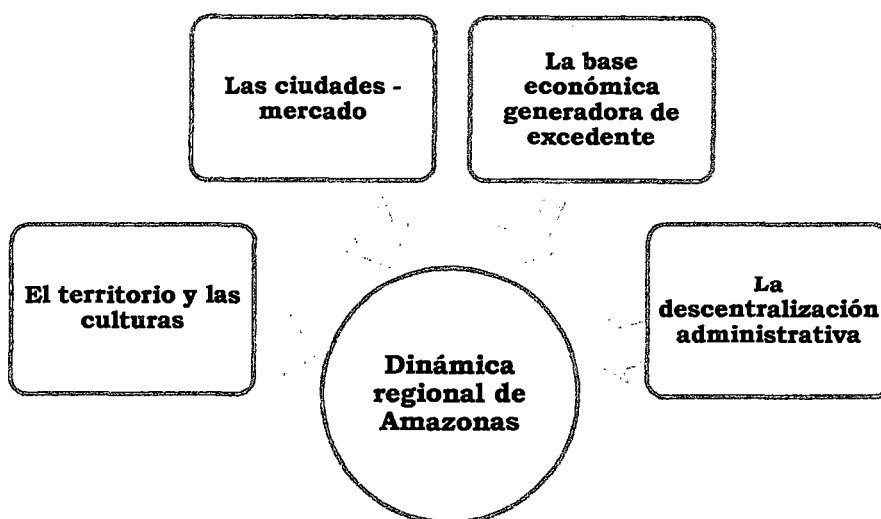 Las ciudades -
mercado
La base
económica
generadora de
excedente
El territorio y las
culturas
La
descentralización
administrativa
Dinámica
regional de
Amazonas